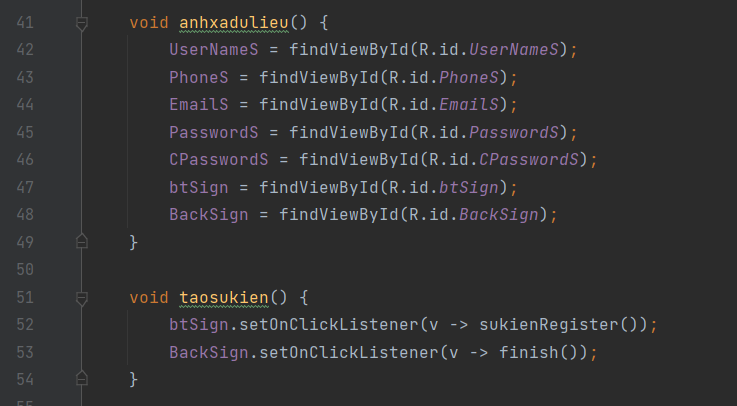 41 void anhxadulieu() {
42 UserNameS = findViewById(R.id.UserNameS);
43 PhoneS = findViewById(R.id.PhoneS);
44 EmailS = findViewById(R.id.EmailS);
45 PasswordS = findViewById(R.id.PasswordS);
46 CPasswordS = findViewById(R.id.CPasswordS);
47 btSign = findViewById(R.id.btSign);
48 BackSign = findViewById(R.id.BackSign);
49 }
50
51 void taosukien() {
52 btSign.setOnClickListener(v -> sukienRegister());
53 BackSign.setOnClickListener(v -> finish());
54 }
55